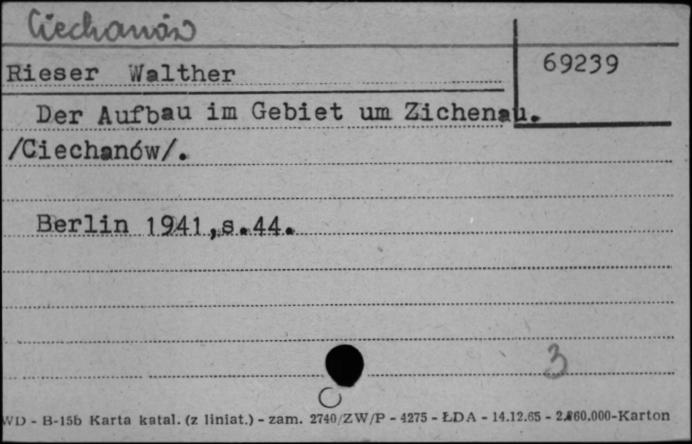 Ciechanów
69239
Rieser Walther
Der Aufbau im Gebiet um Zichenau.
/Ciechanów/.
Berlin 1941,s.44.
3
WD - B-15b Karta katal. (z liniat.) - zam. 2740/ZW/P - 4275 - ŁDA - 14.12.65 - 2.860.000-Karton